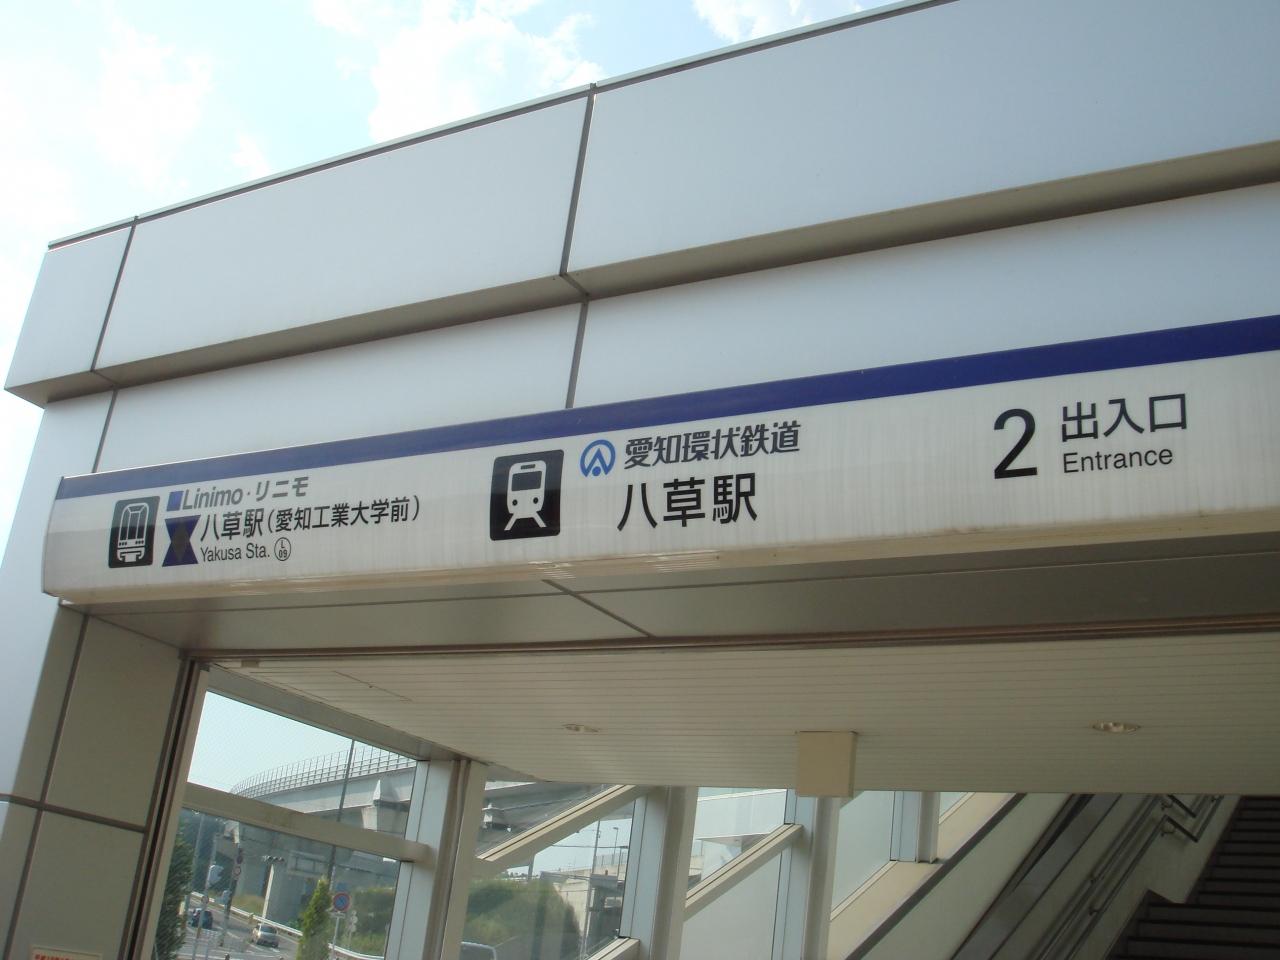 Linimo・リニモ
八草駅(愛知工業大学前)
Yakusa Sta. L 09
愛知環状鉄道
八草駅
2 出入口
Entrance